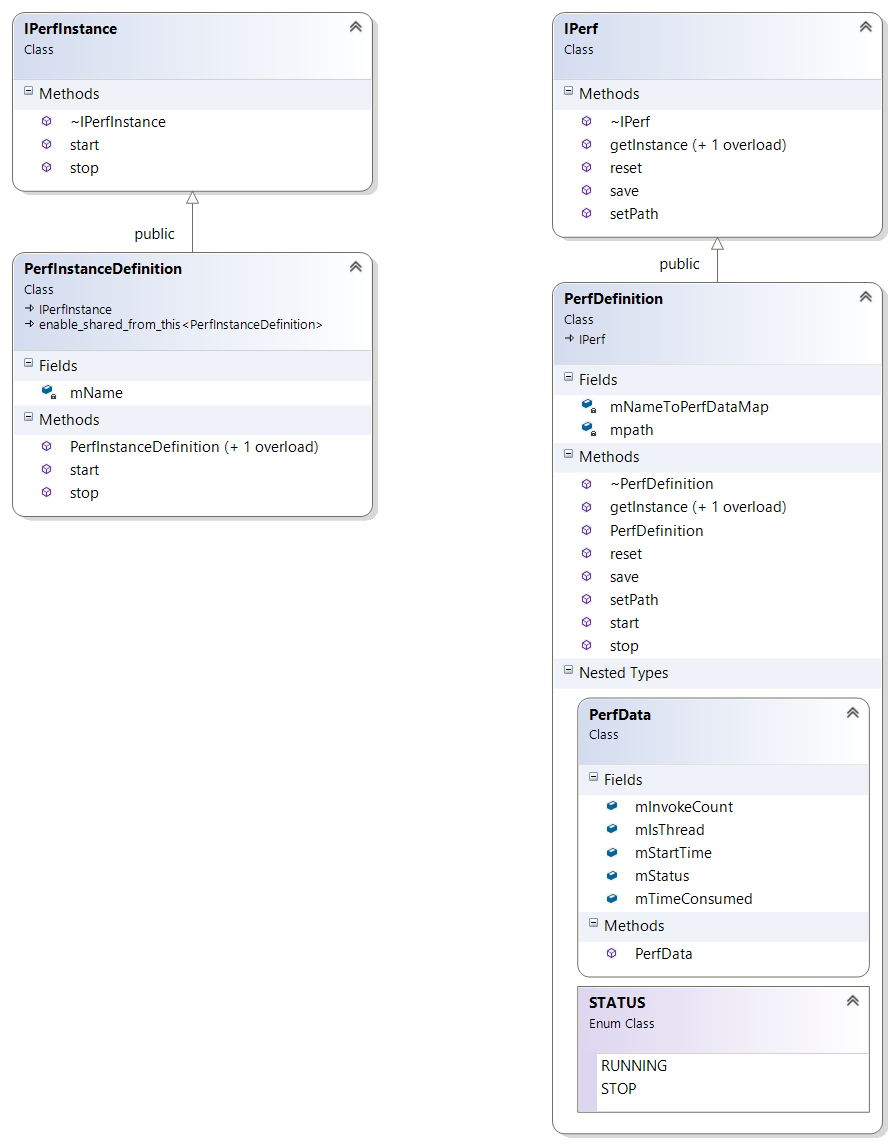 IPerfInstance
Class
Methods
~IPerfInstance
start
stop
public
PerfInstanceDefinition
Class
IPerfInstance
enable_shared_from_this<PerfInstanceDefinition>
Fields
mName
Methods
PerfInstanceDefinition (+ 1 overload)
start
stop
IPerf
Class
Methods
~IPerf
getInstance (+ 1 overload)
reset
save
setPath
public
PerfDefinition
Class
IPerf
Fields
mNameToPerfDataMap
mpath
Methods
~PerfDefinition
getInstance (+ 1 overload)
PerfDefinition
reset
save
setPath
start
stop
Nested Types
PerfData
Class
Fields
mInvokeCount
mIsThread
mStartTime
mStatus
mTimeConsumed
Methods
PerfData
STATUS
Enum Class
RUNNING
STOP